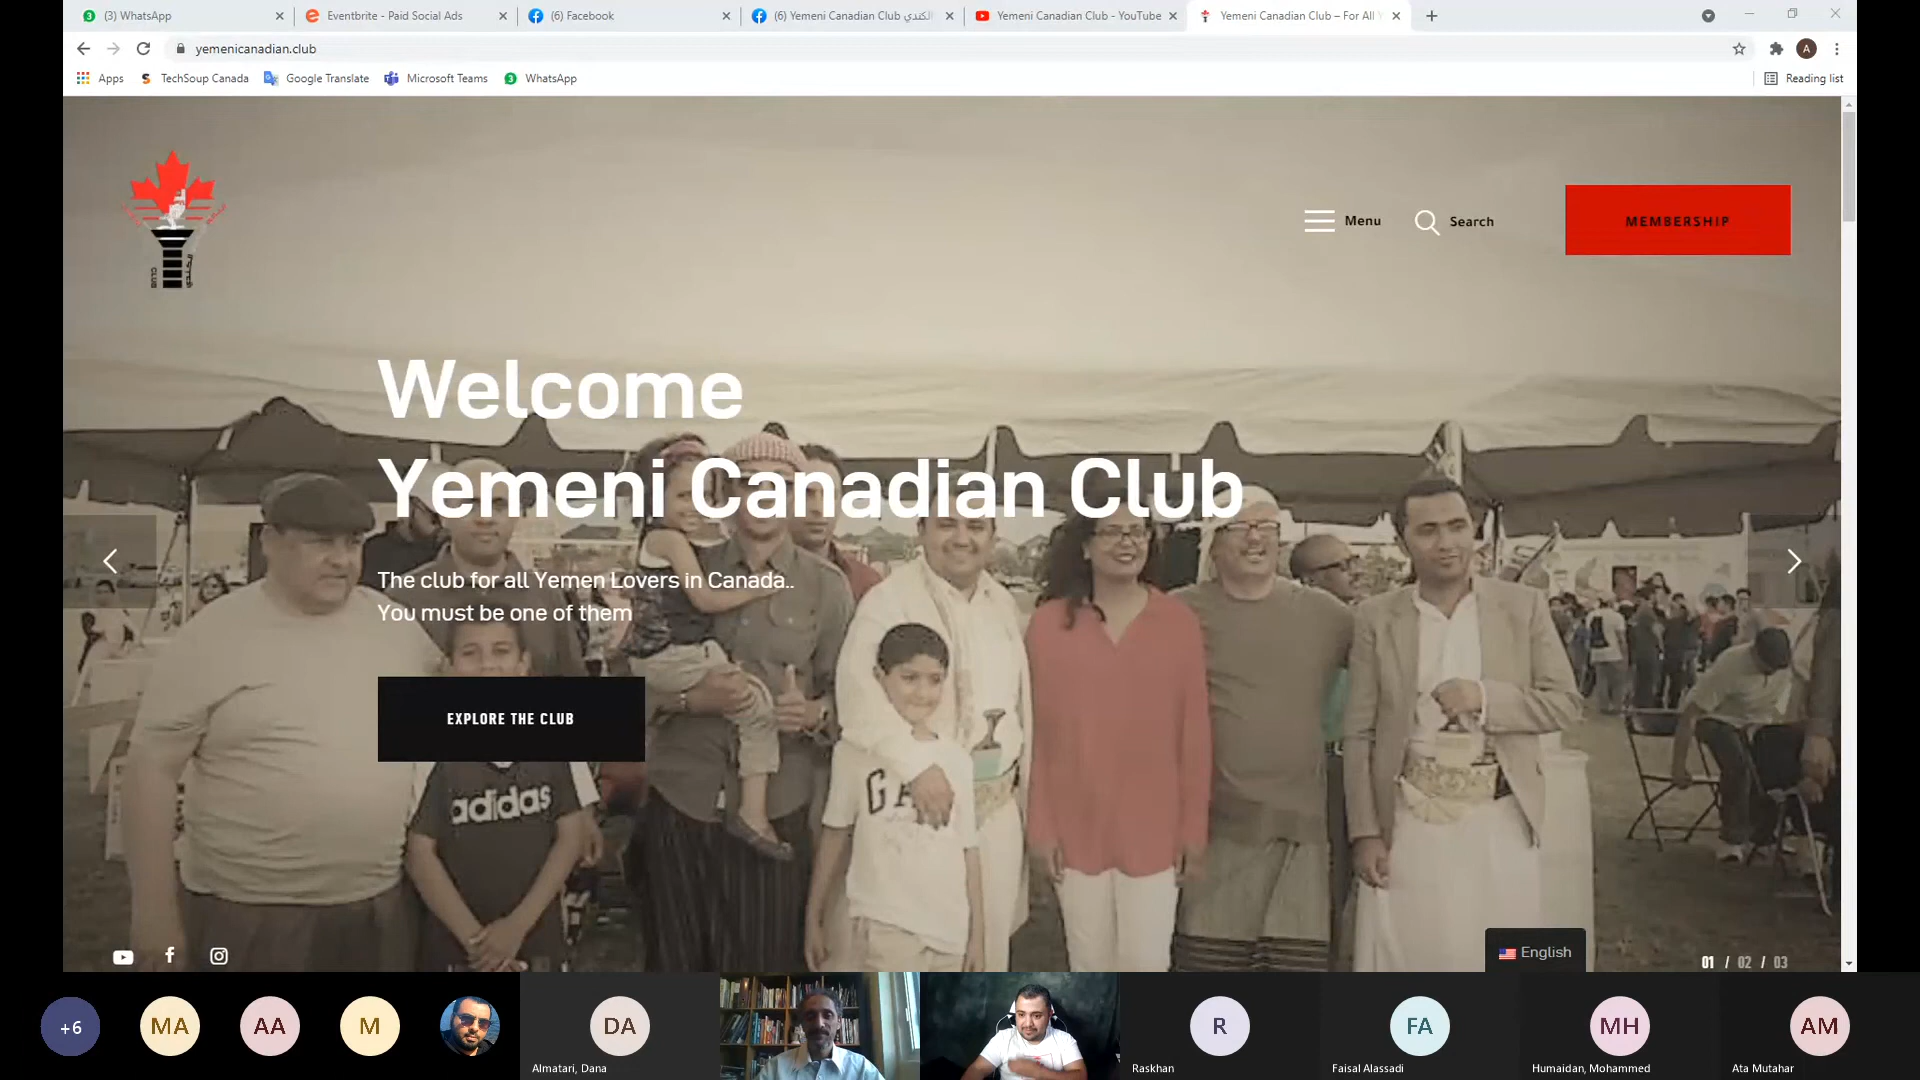 (3) WhatsApp
Eventbrite - Paid Social Ads
(6) Facebook
(6) Yemeni Canadian Club الكندي
Yemeni Canadian Club - YouTube
Yemeni Canadian Club – For All Y
yemenicanadian.club
A
Apps
TechSoup Canada
Google Translate
Microsoft Teams
3 WhatsApp
Reading list
CLUB
Menu
Search
MEMBERSHIP
Welcome
Yemeni Canadian Club
The club for all Yemen Lovers in Canada..
You must be one of them
EXPLORE THE CLUB
adidas
GA
English
01 / 02 / 03
+6
MA
AA
M
DA
R
FA
MH
AM
Almatari, Dana
Raskhan
Faisal Alassadi
Humaidan, Mohammed
Ata Mutahar